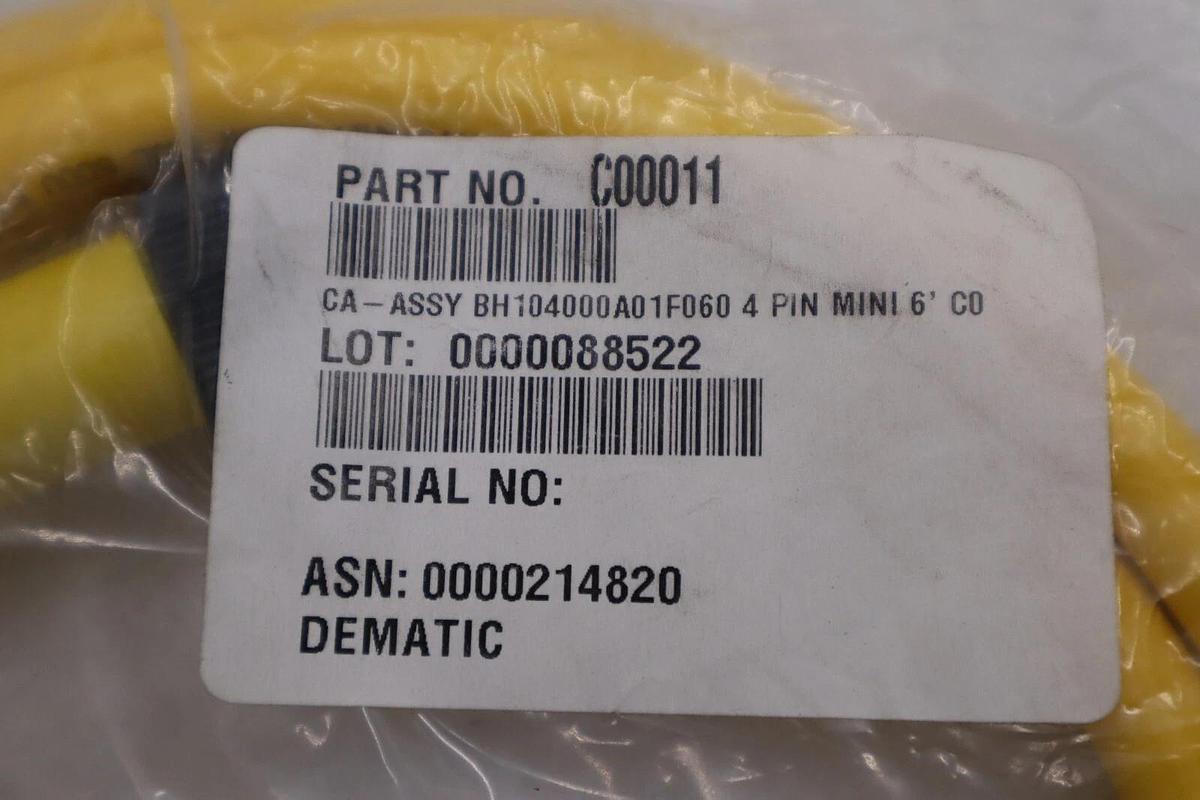 PART NO. C00011
CA-ASSY BH104000A01F060 4 PIN MINI 6' CO
LOT: 0000088522
SERIAL NO:
ASN: 0000214820
DEMATIC